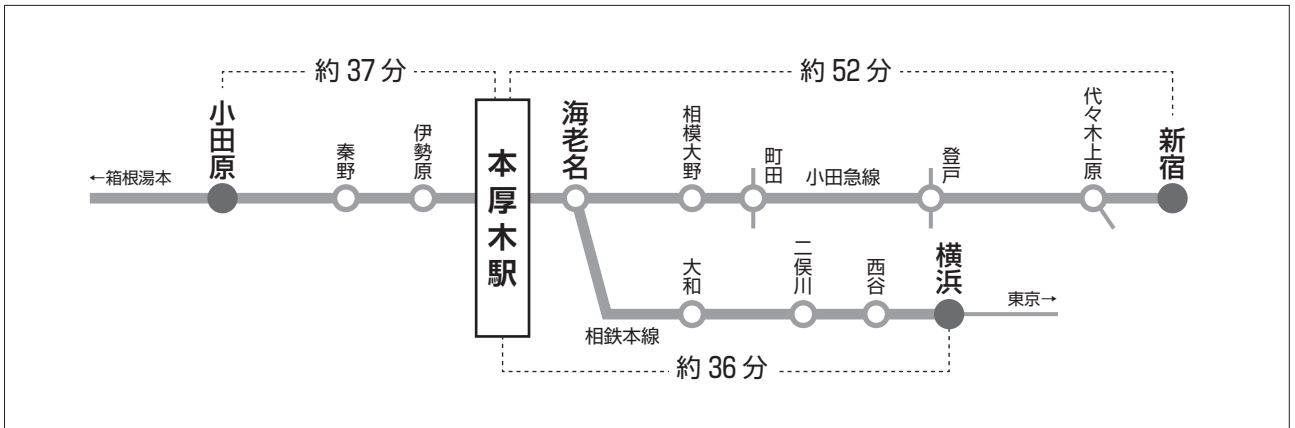 約 37 分
約 52 分
←箱根湯本
小田原
秦野
伊勢原
本厚木駅
海老名
相模大野
町田
小田急線
登戸
代々木上原
新宿
相鉄本線
大和
二俣川
西谷
横浜
東京→
約 36 分